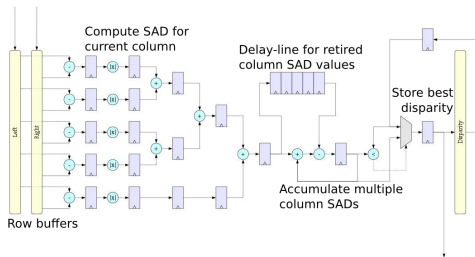 Compute SAD for
current column
Delay-line for retired
column SAD values
Store best
disparity
Left
Right
|X|
|X|
|X|
|X|
|X|
Disparity
Accumulate multiple
column SADs
Row buffers